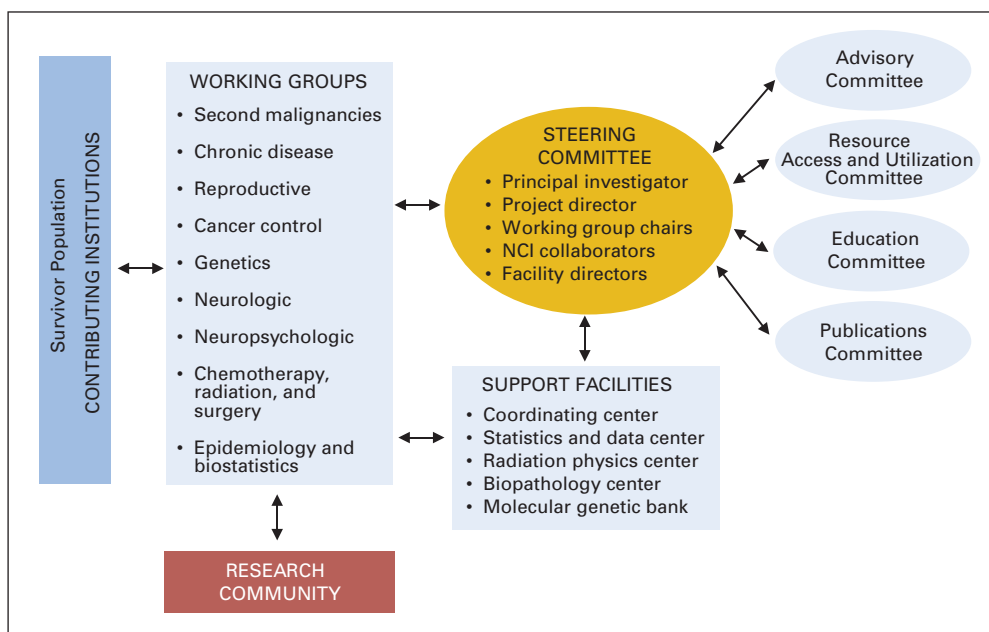 Survivor Population
CONTRIBUTING INSTITUTIONS
WORKING GROUPS
• Second malignancies
• Chronic disease
• Reproductive
• Cancer control
• Genetics
• Neurologic
• Neuropsychologic
• Chemotherapy,
radiation, and
surgery
• Epidemiology and
biostatistics
RESEARCH
COMMUNITY
STEERING
COMMITTEE
• Principal investigator
• Project director
• Working group chairs
• NCI collaborators
• Facility directors
SUPPORT FACILITIES
• Coordinating center
• Statistics and data center
• Radiation physics center
• Biopathology center
• Molecular genetic bank
Advisory
Committee
Resource
Access and Utilization
Committee
Education
Committee
Publications
Committee